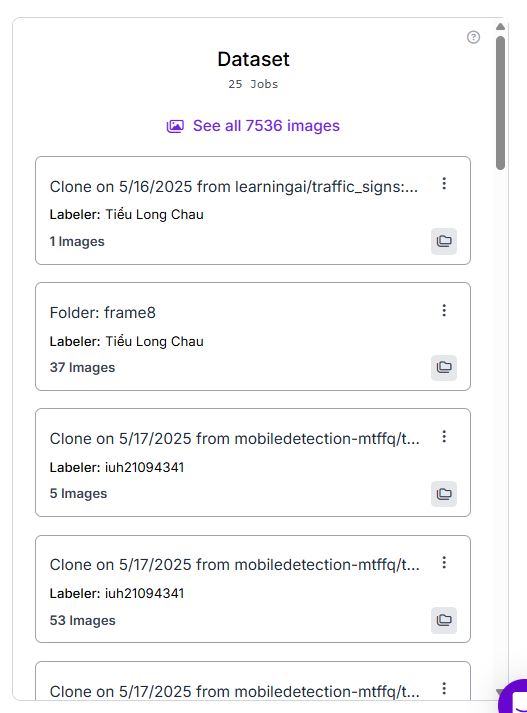 Dataset
25 Jobs
See all 7536 images
Clone on 5/16/2025 from learningai/traffic_signs:...
Labeler: Tiểu Long Chau
1 Images
Folder: frame8
Labeler: Tiểu Long Chau
37 Images
Clone on 5/17/2025 from mobiledetection-mtffq/t...
Labeler: iuh21094341
5 Images
Clone on 5/17/2025 from mobiledetection-mtffq/t...
Labeler: iuh21094341
53 Images
Clone on 5/17/2025 from mobiledetection-mtffq/t...